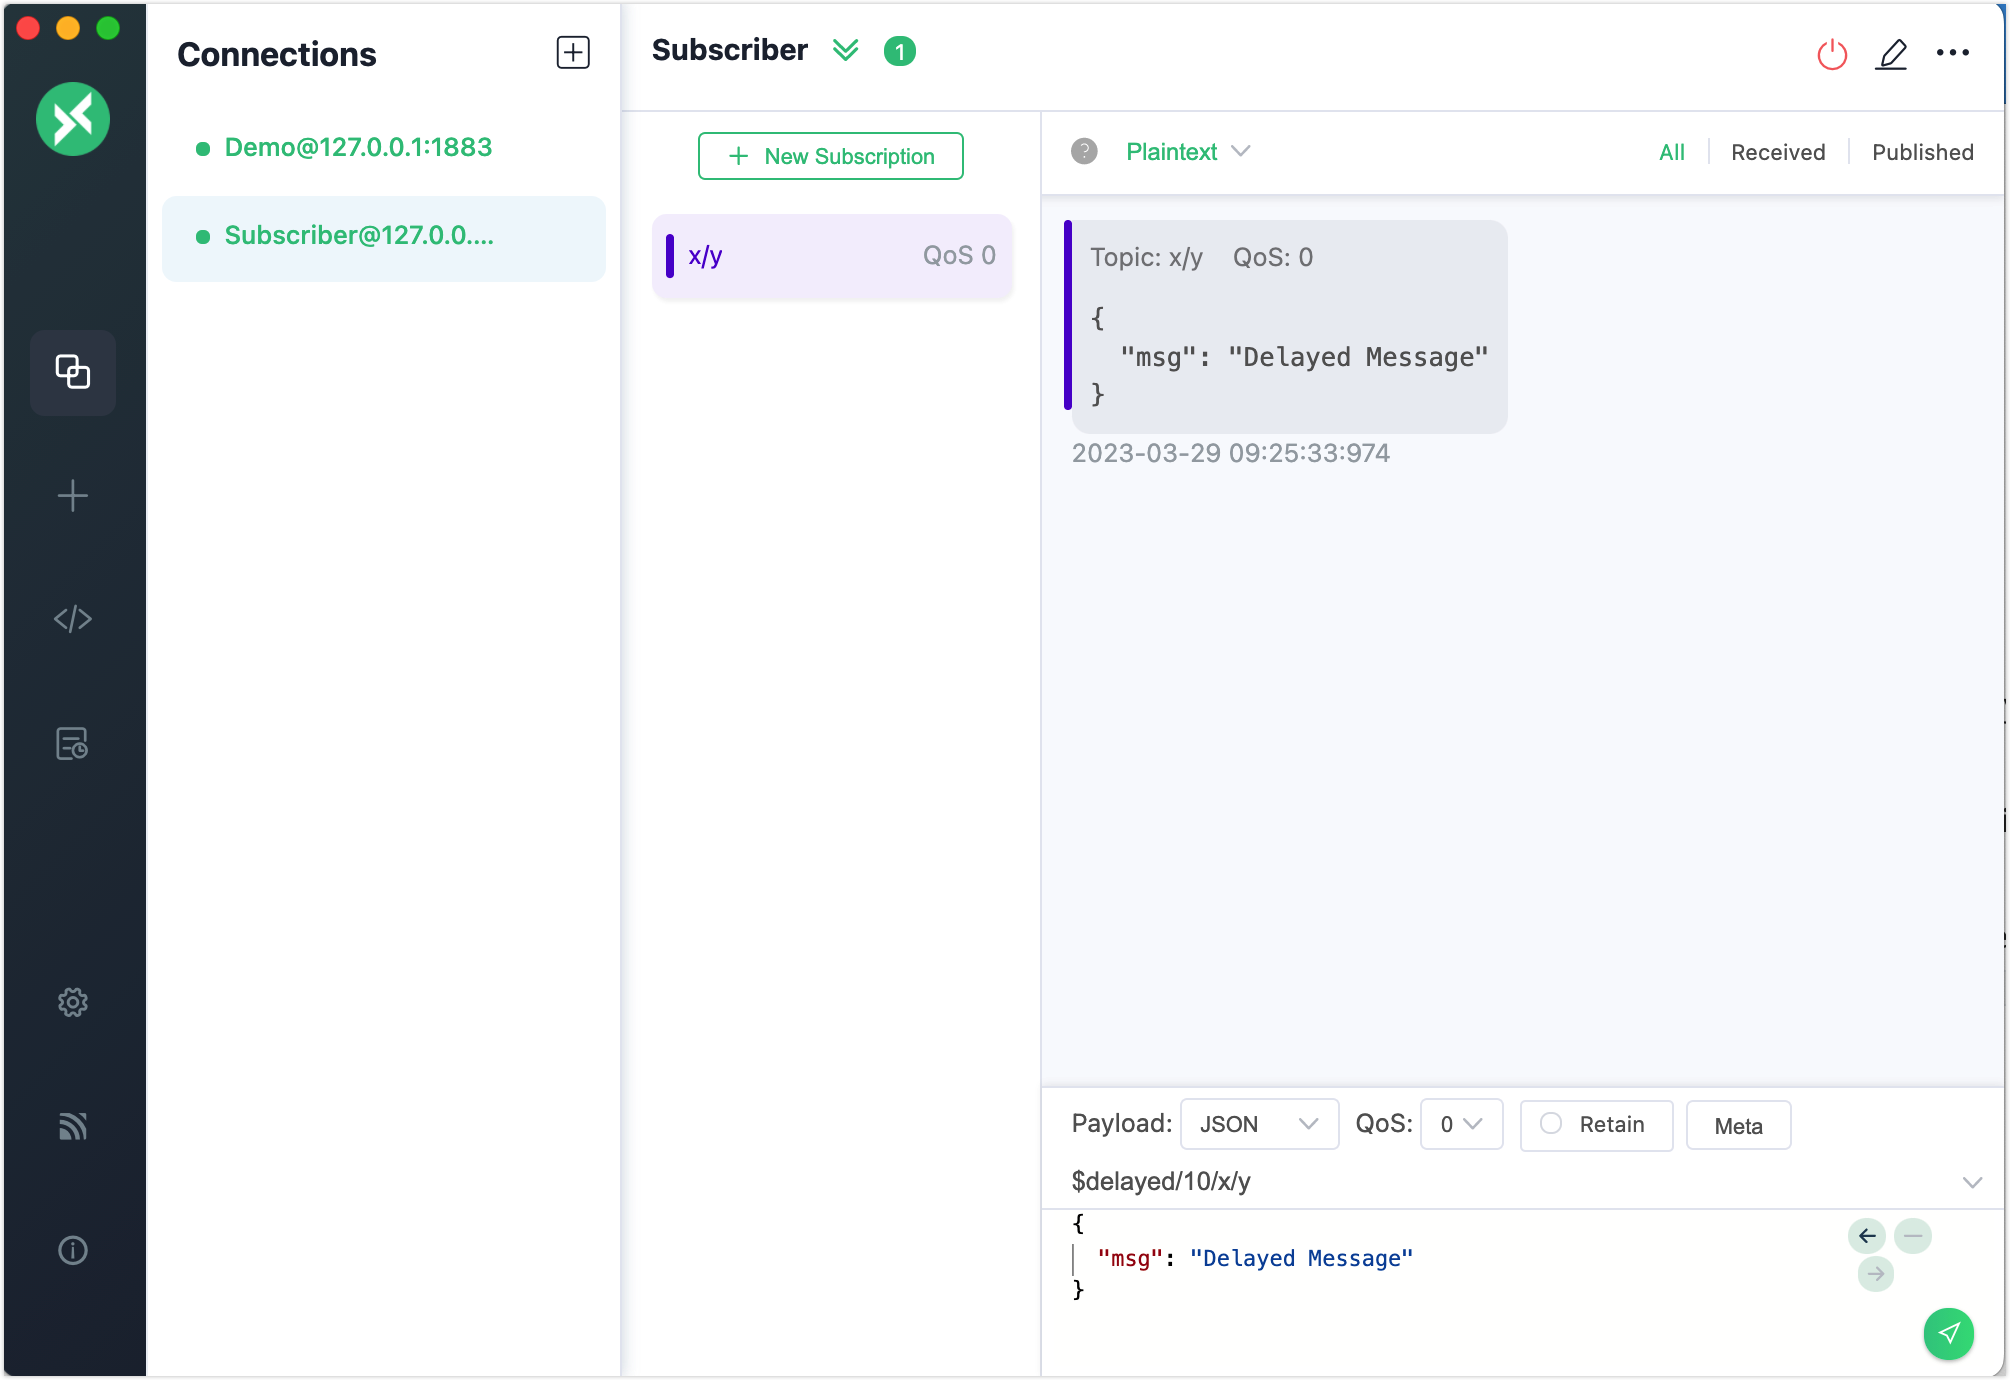 Connections
Demo@127.0.0.1:1883
Subscriber@127.0.0....
Subscriber 1
New Subscription
x/y QoS 0
Plaintext All Received Published
Topic: x/y QoS: 0
{
"msg": "Delayed Message"
}
2023-03-29 09:25:33:974
Payload: JSON QoS: 0 Retain Meta
$delayed/10/x/y
{
"msg": "Delayed Message"
}